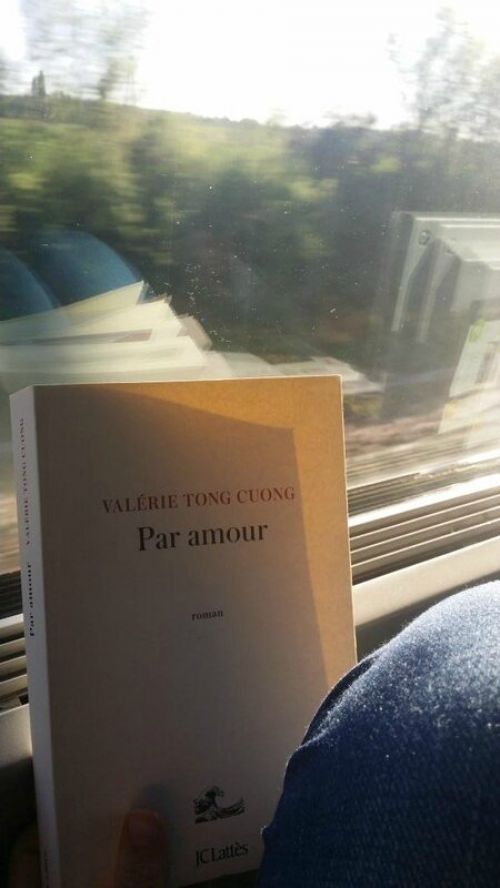 VALÉRIE TONG CUONG
Par amour
roman
JC Lattès
Par amour VALÉRIE TONG CUONG